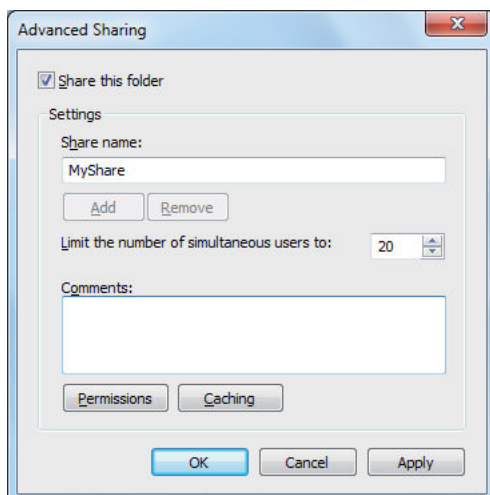 Advanced Sharing
Share this folder
Settings
Share name:
MyShare
Add Remove
Limit the number of simultaneous users to: 20
Comments:
Permissions Caching
OK Cancel Apply